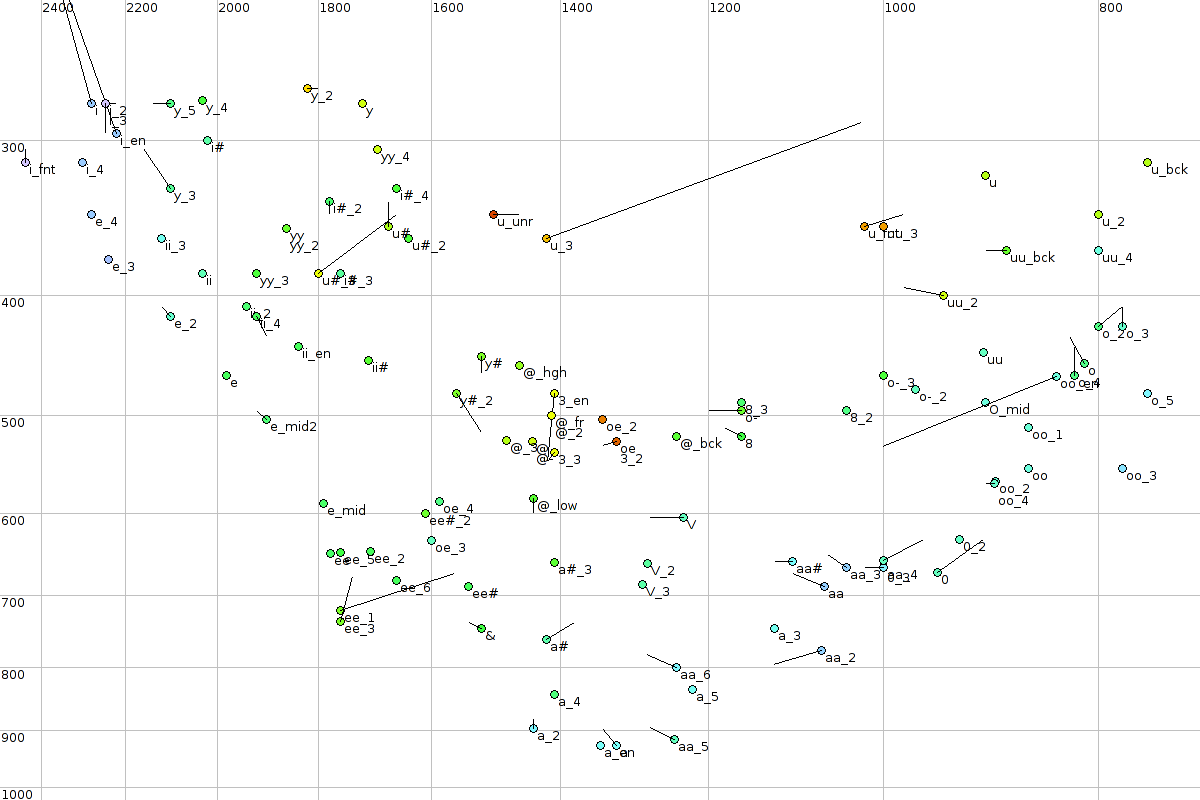 2400 2200 2000 1800 1600 1400 1200 1000 800
y_2
y_5 y_4 y
i_en i#
300
yy_4
i_fnt i_4 u_bck
u
y_3 i#_4
i#_2
e_4 u_unr u_2
yy u#
yy_2 u#_2 u_3
ii_3 uu_bck uu_4
e_3
ii yy_3
400
uu_2
e_2
o_2 o_3
ii_en
ii# y# @_hgh uu o
e o-_3
y#_2 3_en o-_2 o_5
8_3 O_mid
500
e_mid2 @_fr oe_2 8_2
@_2
@_bck 8 oo_1
oe
3_3 3_2
oo oo_3
oo_2
@_low oo_4
e_mid oe_4
600
ee#_2 V
oe_3 0_2
ee_5 ee_2
a#_3 V_2 aa# aa_3 aa_4
ee_6 ee# V_3 aa 0
700
ee_1
ee_3 & a_3
a# aa_2
800
aa_6
a_4 a_5
900
a_2 aa_5
1000